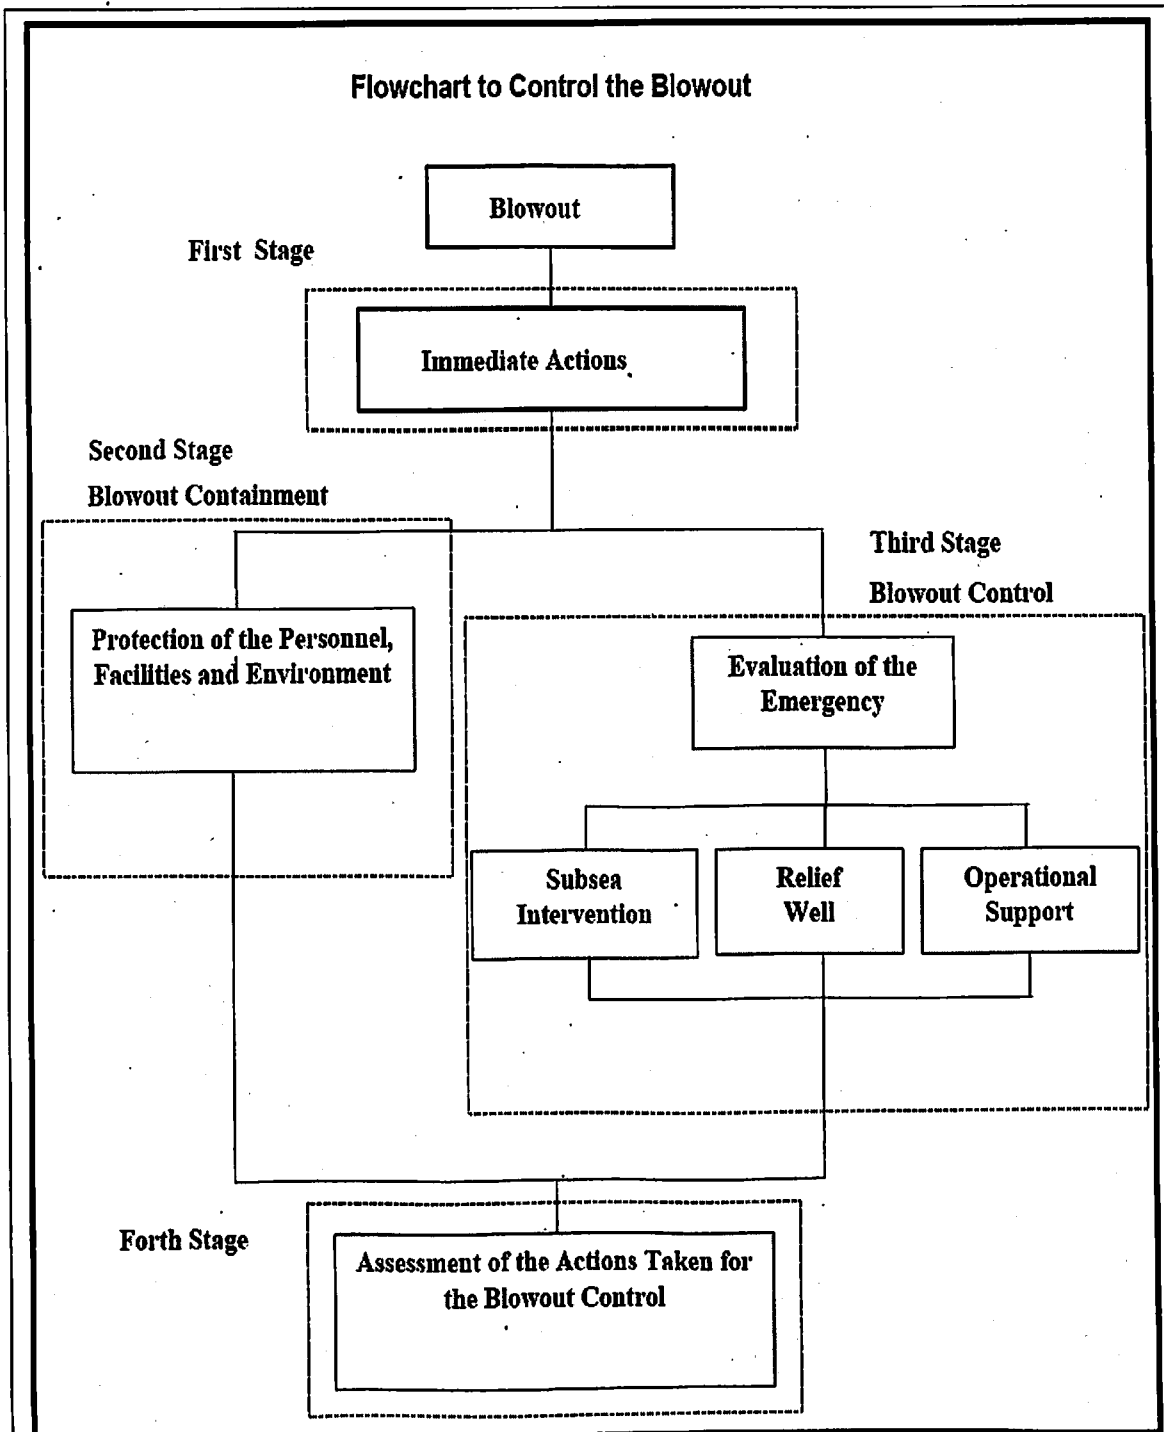 Flowchart to Control the Blowout
Blowout
First Stage
Immediate Actions
Second Stage
Blowout Containment
Protection of the Personnel,
Facilities and Environment
Third Stage
Blowout Control
Evaluation of the
Emergency
Subsea
Intervention
Relief
Well
Operational
Support
Forth Stage
Assessment of the Actions Taken for
the Blowout Control